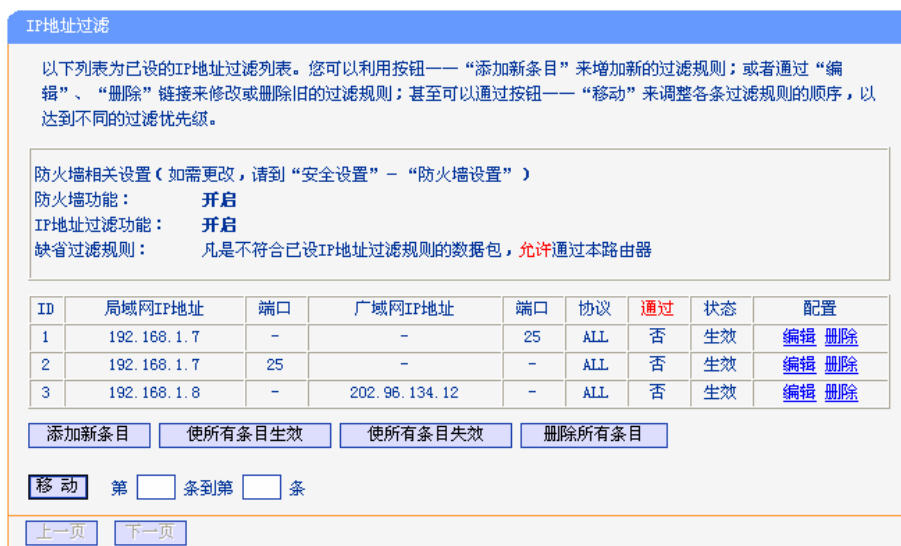 IP地址过滤
以下列表为已设的IP地址过滤列表。您可以利用按钮——“添加新条目”来增加新的过滤规则;或者通过“编
辑”、“删除”链接来修改或删除旧的过滤规则;甚至可以通过按钮——“移动”来调整各条过滤规则的顺序,以
达到不同的过滤优先级。
防火墙相关设置(如需更改,请到“安全设置”-“防火墙设置”)
防火墙功能: 开启
IP地址过滤功能: 开启
缺省过滤规则: 凡是不符合已设IP地址过滤规则的数据包,允许通过本路由器
ID 局域网IP地址 端口 广域网IP地址 端口 协议 通过 状态 配置
1 192.168.1.7 - - 25 ALL 否 生效 编辑 删除
2 192.168.1.7 25 - - ALL 否 生效 编辑 删除
3 192.168.1.8 - 202.96.134.12 - ALL 否 生效 编辑 删除
添加新条目 使所有条目生效 使所有条目失效 删除所有条目
移 动 第 条到第 条
上一页 下一页